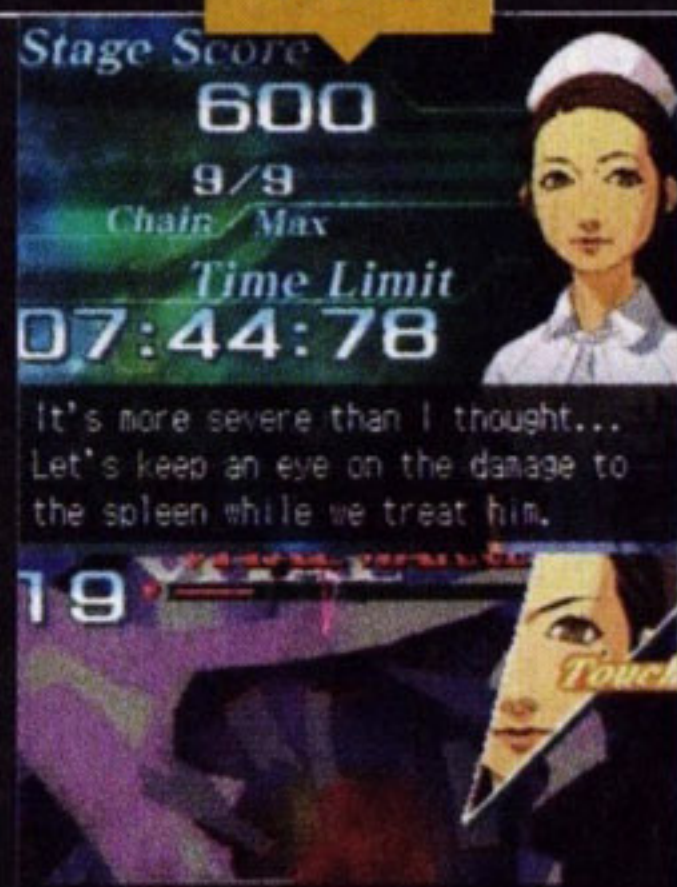 Stage Score
600
9/9
Chain/Max
Time Limit
07:44:78
It's more severe than I thought...
Let's keep an eye on the damage to
the spleen while we treat him.
19
Touch